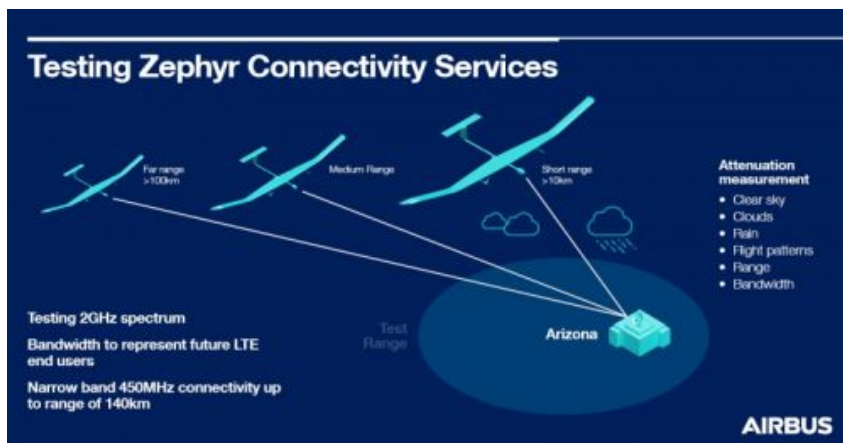 Testing Zephyr Connectivity Services
Far range
>100km
Medium Range
Short range
>10km
Attenuation
measurement
• Clear sky
• Clouds
• Rain
• Flight patterns
• Range
• Bandwidth
Testing 2GHz spectrum
Bandwidth to represent future LTE
end users
Narrow band 450MHz connectivity up
to range of 140km
Test
Range
Arizona
AIRBUS